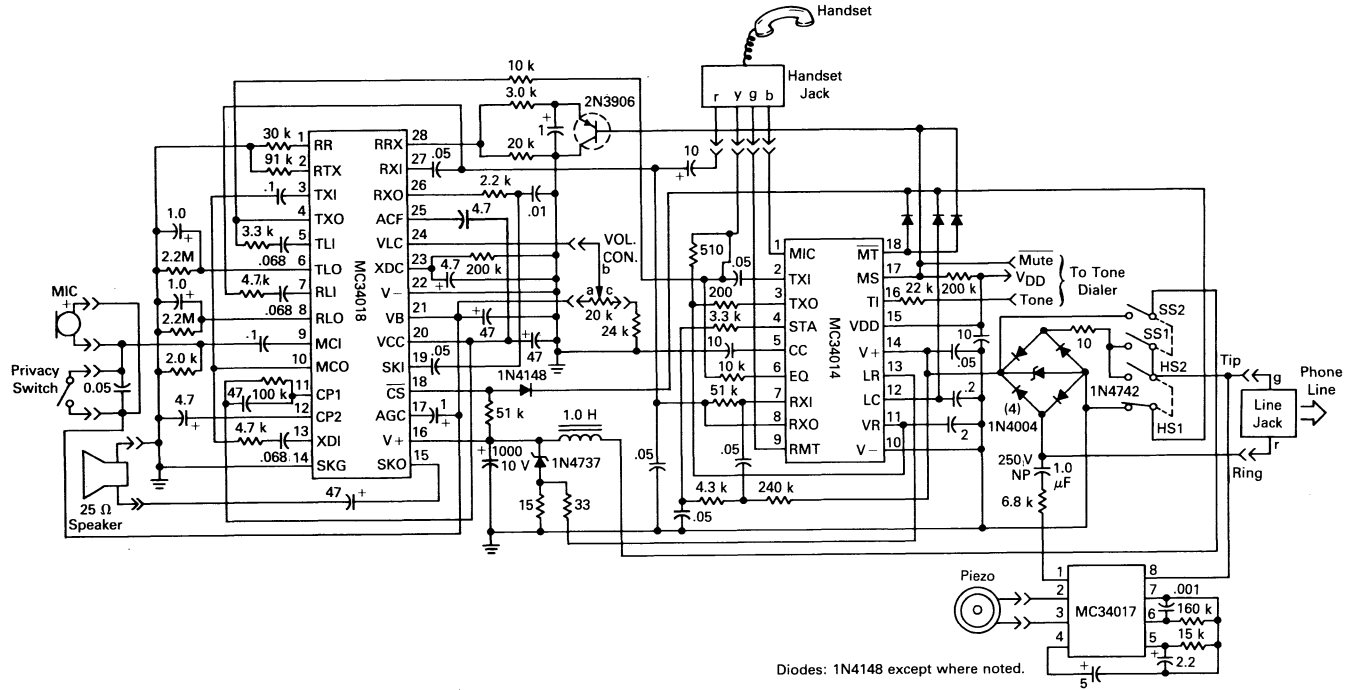 Handset
Handset
Jack
r y g b
10 k
3.0 k
2N3906
+
1
20 k
10
+
30 k
91 k
.1
1.0
+
3.3 k
2.2M
.068
1.0
+
4.7k
.068
2.2M
MIC
+
.1
2.0 k
Privacy
Switch
0.05
47
100 k
4.7
+
4.7 k
.068
25 Ω
Speaker
47
+
MC34018
1 RR
2 RTX
3 TXI
4 TXO
5 TLI
6 TLO
7 RLI
8 RLO
9 MCI
10 MCO
11 CP1
12 CP2
13 XDI
14 SKG
RRX 28
RXI 27
RXO 26
ACF 25
VLC 24
XDC 23
V− 22
VB 21
VCC 20
SKI 19
CS 18
AGC 17
V+ 16
SKO 15
.05
2.2 k
.01
4.7
VOL.
CON.
b
4.7
+
200 k
a c
20 k
24 k
+
47
+
47
.05
1N4148
1
+
51 k
1.0 H
+
1000
10 V
1N4737
15
33
510
.05
200
3.3 k
10
10 k
51 k
.05
.05
4.3 k
240 k
.05
MC34014
1 MIC
2 TXI
3 TXO
4 STA
5 CC
6 EQ
7 RXI
8 RXO
9 RMT
MT 18
MS 17
TI 16
VDD 15
V+ 14
LR 13
LC 12
VR 11
V− 10
Mute
VDD
Tone
To Tone
Dialer
22 k
200 k
10
.05
.2
2
SS2
SS1
HS2
HS1
10
1N4742
(4)
1N4004
Tip
g
Phone
Line
Line
Jack
r
Ring
250 V
NP
1.0
µF
6.8 k
Piezo
MC34017
1
2
3
4
8
7
6
5
.001
160 k
15 k
+
2.2
+
5
Diodes: 1N4148 except where noted.